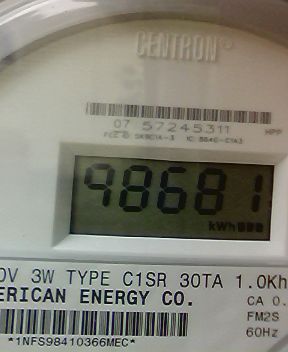 CENTRON®
07 57245311 HPP
98681
kWh
0V 3W TYPE C1SR 30TA 1.0Kh
ERICAN ENERGY CO. CA 0.
FM2S
60Hz
*1NFS98410366MEC*